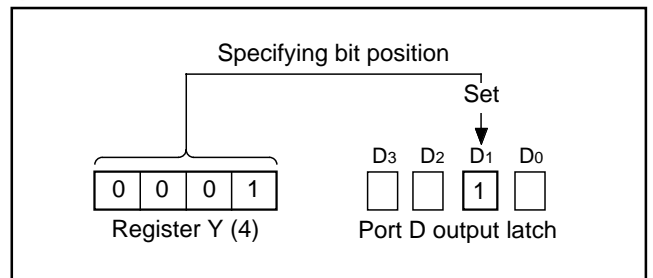 Specifying bit position
Set
D3 D2 D1 D0
0 0 0 1
1
Register Y (4)
Port D output latch